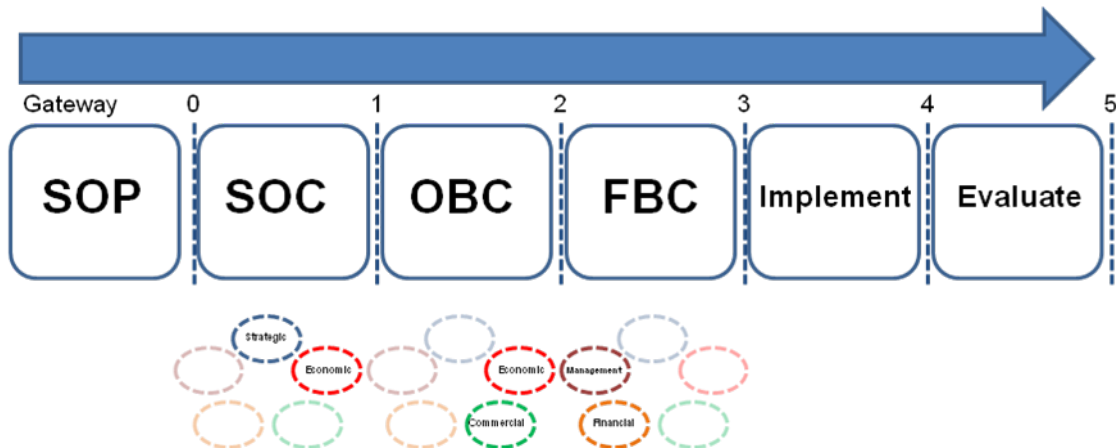 Gateway 0 1 2 3 4 5
SOP SOC OBC FBC Implement Evaluate
Strategic
Economic Economic Management
Commercial Financial